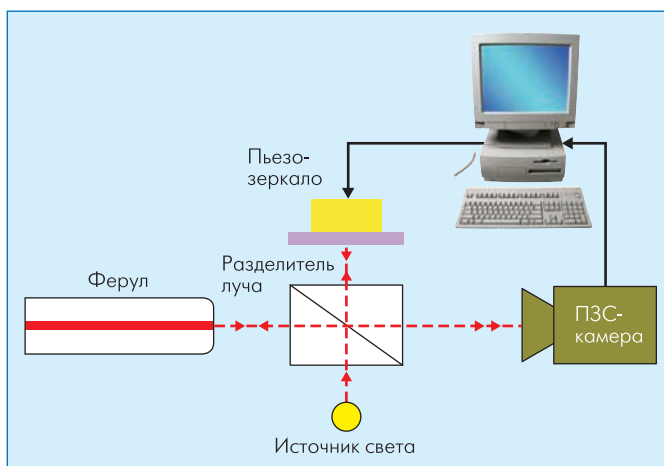 Пьезо-
зеркало
Разделитель
луча
Ферул
ПЗС-
камера
Источник света